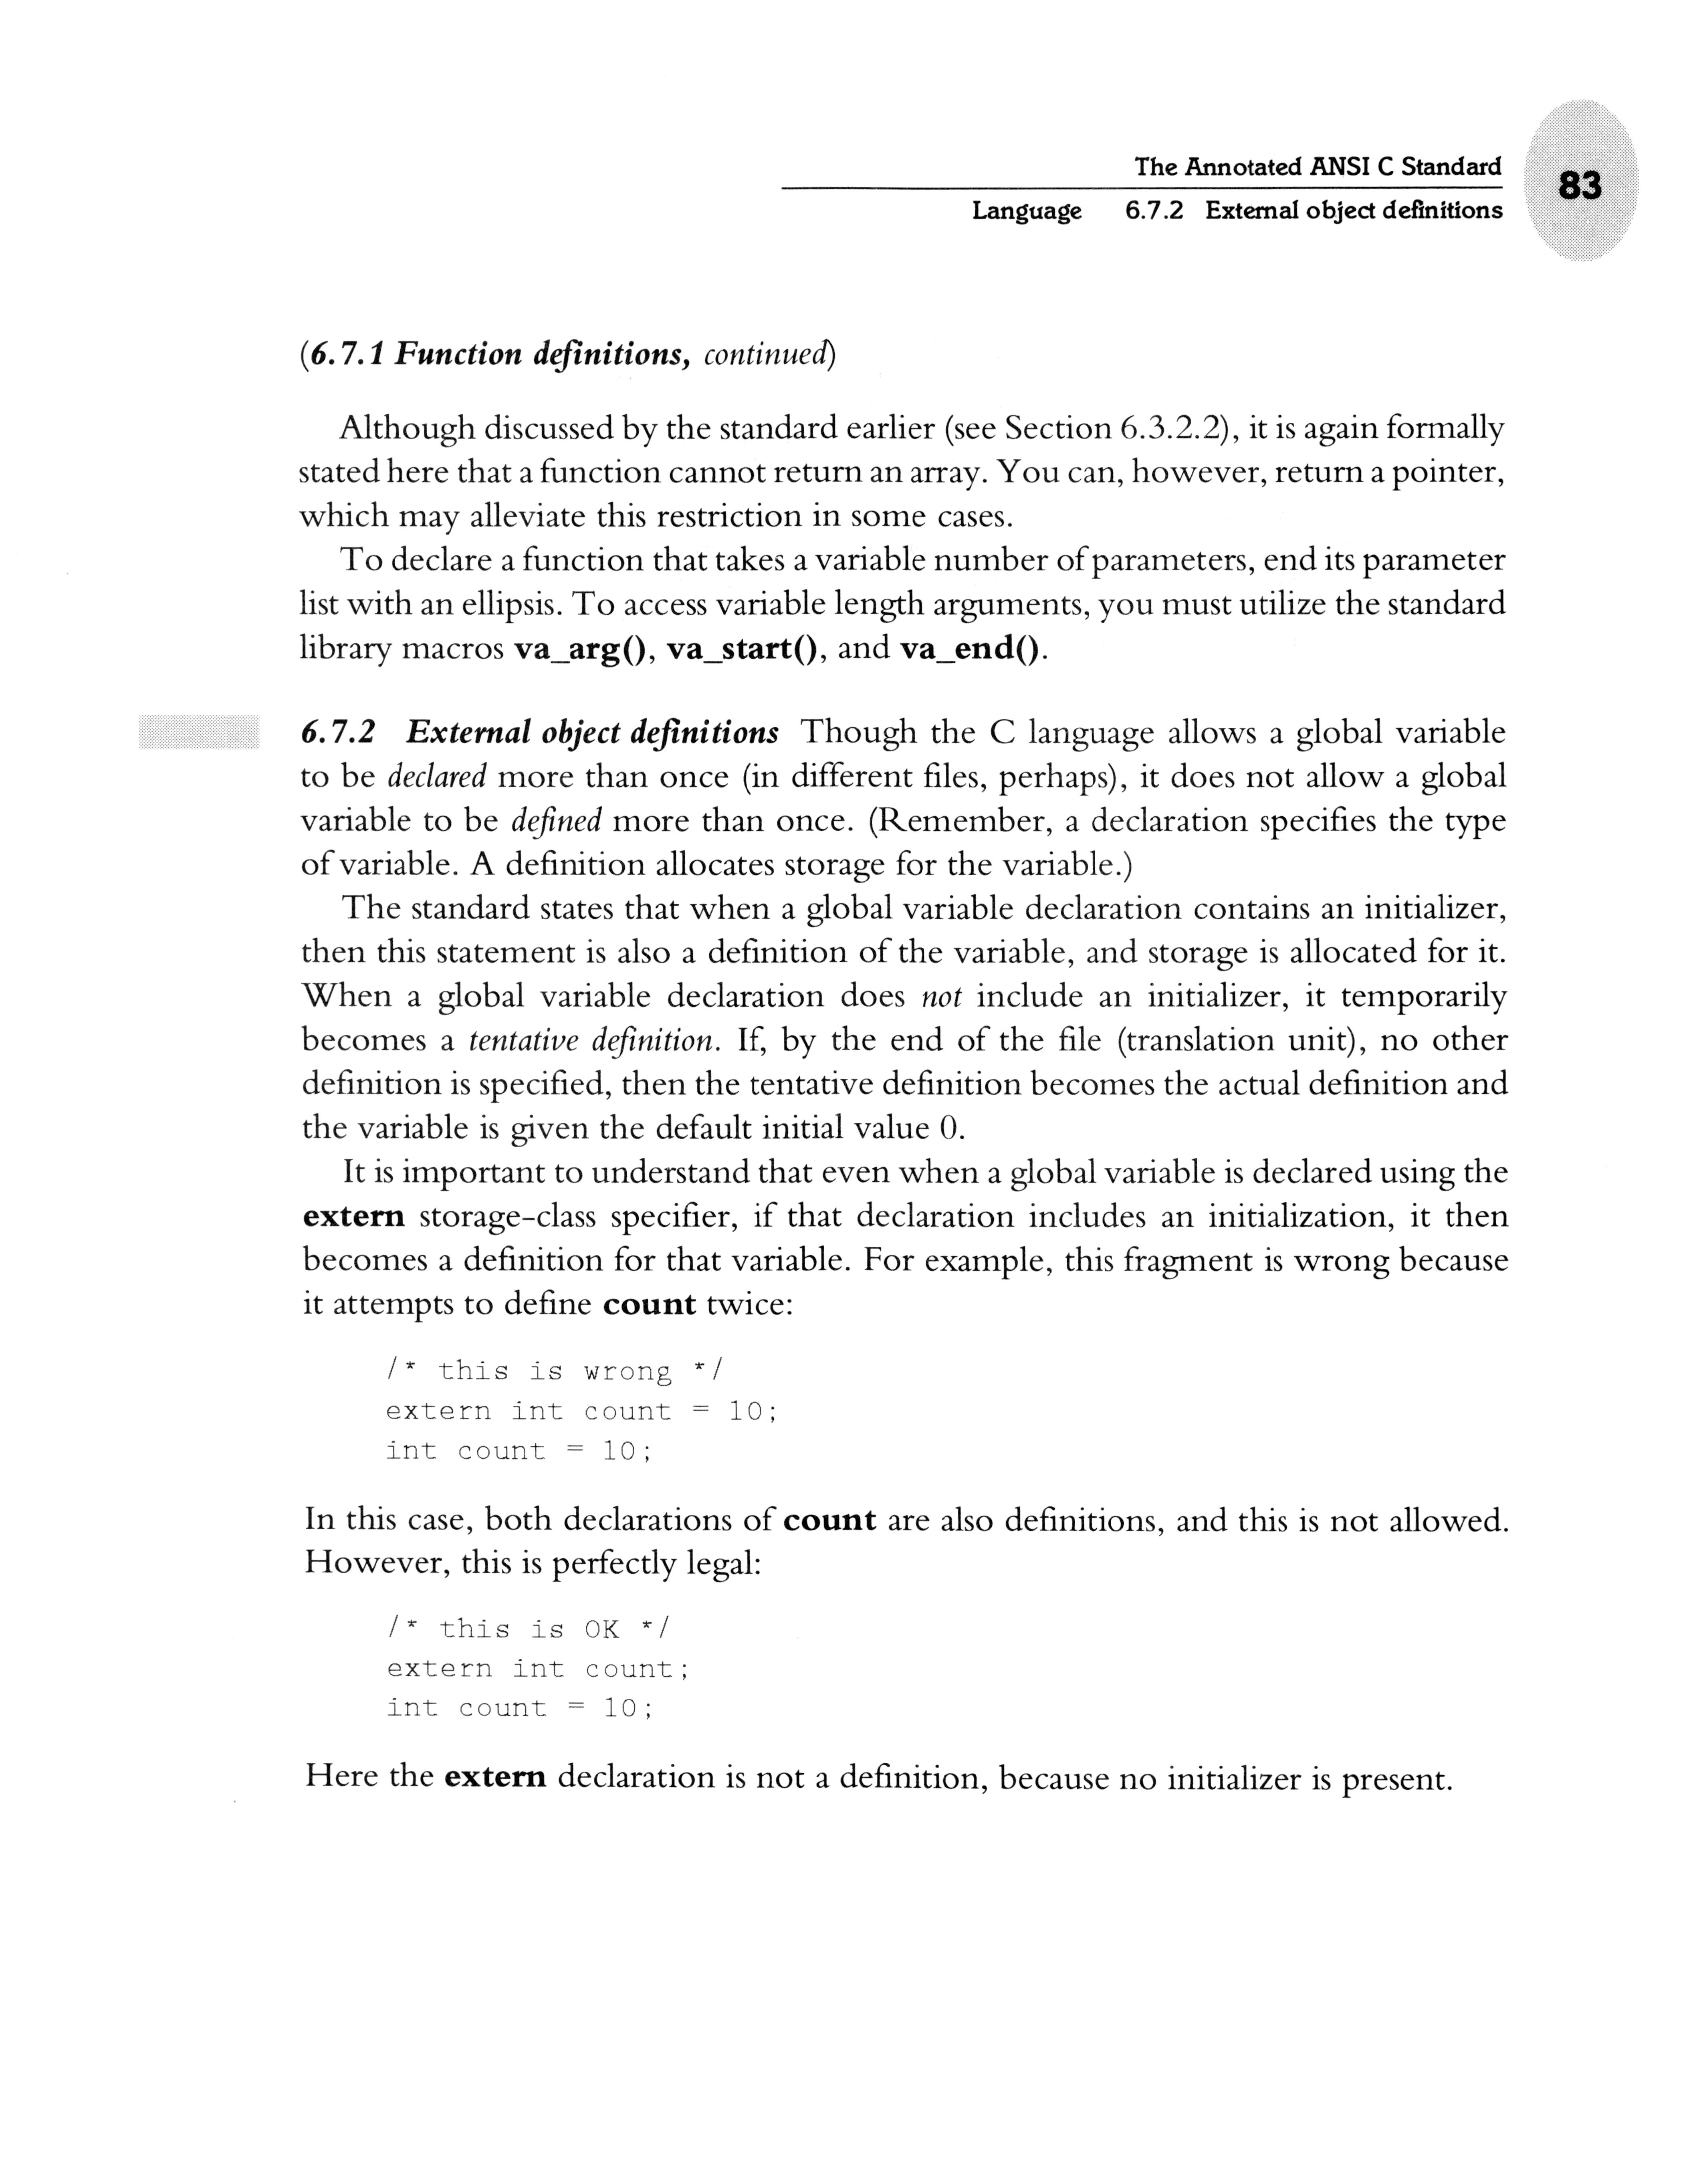 The Annotated ANSI C Standard
83
Language 6.7.2 External object definitions
(6.7.1 Function definitions, continued)
Although discussed by the standard earlier (see Section 6.3.2.2), it is again formally
stated here that a function cannot return an array. You can, however, return a pointer,
which may alleviate this restriction in some cases.
To declare a function that takes a variable number of parameters, end its parameter
list with an ellipsis. To access variable length arguments, you must utilize the standard
library macros va_arg(), va_start(), and va_end().
6.7.2 External object definitions Though the C language allows a global variable
to be declared more than once (in different files, perhaps), it does not allow a global
variable to be defined more than once. (Remember, a declaration specifies the type
of variable. A definition allocates storage for the variable.)
The standard states that when a global variable declaration contains an initializer,
then this statement is also a definition of the variable, and storage is allocated for it.
When a global variable declaration does not include an initializer, it temporarily
becomes a tentative definition. If, by the end of the file (translation unit), no other
definition is specified, then the tentative definition becomes the actual definition and
the variable is given the default initial value 0.
It is important to understand that even when a global variable is declared using the
extern storage-class specifier, if that declaration includes an initialization, it then
becomes a definition for that variable. For example, this fragment is wrong because
it attempts to define count twice:
/* this is wrong */
extern int count = 10;
int count = 10;
In this case, both declarations of count are also definitions, and this is not allowed.
However, this is perfectly legal:
/* this is OK */
extern int count;
int count = 10;
Here the extern declaration is not a definition, because no initializer is present.